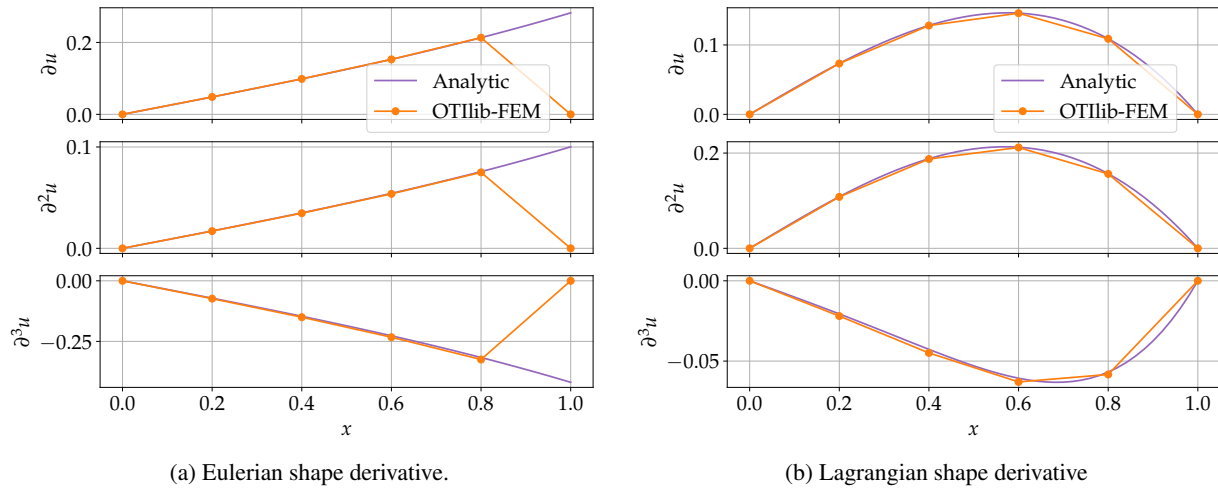 ∂u
0.2
0.0
Analytic
OTIlib-FEM
∂²u
0.1
0.0
∂³u
0.00
−0.25
0.0 0.2 0.4 0.6 0.8 1.0
x
(a) Eulerian shape derivative.
∂u
0.1
0.0
Analytic
OTIlib-FEM
∂²u
0.2
0.0
∂³u
0.00
−0.05
0.0 0.2 0.4 0.6 0.8 1.0
x
(b) Lagrangian shape derivative